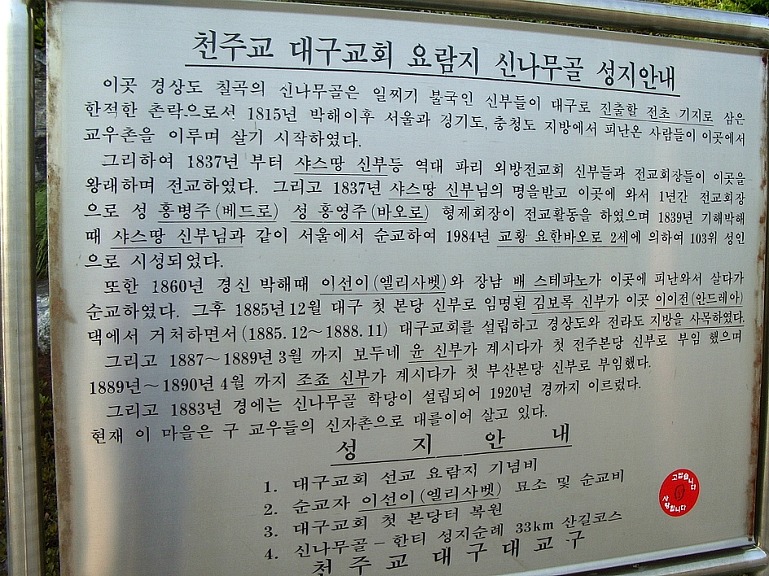 천주교 대구교회 요람지 신나무골 성지안내
이곳 경상도 칠곡의 신나무골은 일찌기 불국인 신부들이 대구로 진출할 전초 기지로 삼은
한적한 촌락으로서 1815년 박해이후 서울과 경기도, 충청도 지방에서 피난온 사람들이 이곳에서
교우촌을 이루며 살기 시작하였다.
그리하여 1837년 부터 샤스땅 신부등 역대 파리 외방전교회 신부들과 전교회장들이 이곳을
왕래하며 전교하였다. 그리고 1837년 샤스땅 신부님의 명을받고 이곳에 와서 1년간 전교회장
으로 성 홍병주(베드로) 성 홍영주(바오로) 형제회장이 전교활동을 하였으며 1839년 기해박해
때 샤스땅 신부님과 같이 서울에서 순교하여 1984년 교황 요한바오로 2세에 의하여 103위 성인
으로 시성되었다.
또한 1860년 경신 박해때 이선이(엘리사벳)와 장남 배 스테파노가 이곳에 피난와서 살다가
순교하였다. 그후 1885년 12월 대구 첫 본당 신부로 임명된 김보록 신부가 이곳 이이전(안드레아)
댁에서 거처하면서 (1885.12～1888.11) 대구교회를 설립하고 경상도와 전라도 지방을 사목하였다.
그리고 1887～1889년 3월 까지 보두네 윤 신부가 계시다가 첫 전주본당 신부로 부임 했으며
1889년～1890년 4월 까지 조죠 신부가 계시다가 첫 부산본당 신부로 부임했다.
그리고 1883년 경에는 신나무골 학당이 설립되어 1920년 경까지 이르렀다.
현재 이 마을은 구 교우들의 신자촌으로 대를이어 살고 있다.
성 지 안 내
1. 대구교회 선교 요람지 기념비
2. 순교자 이선이(엘리사벳) 묘소 및 순교비
3. 대구교회 첫 본당터 복원
4. 신나무골 – 한티 성지순례 33km 산길코스
천주교대구대교구
고맙습니다
사랑합니다